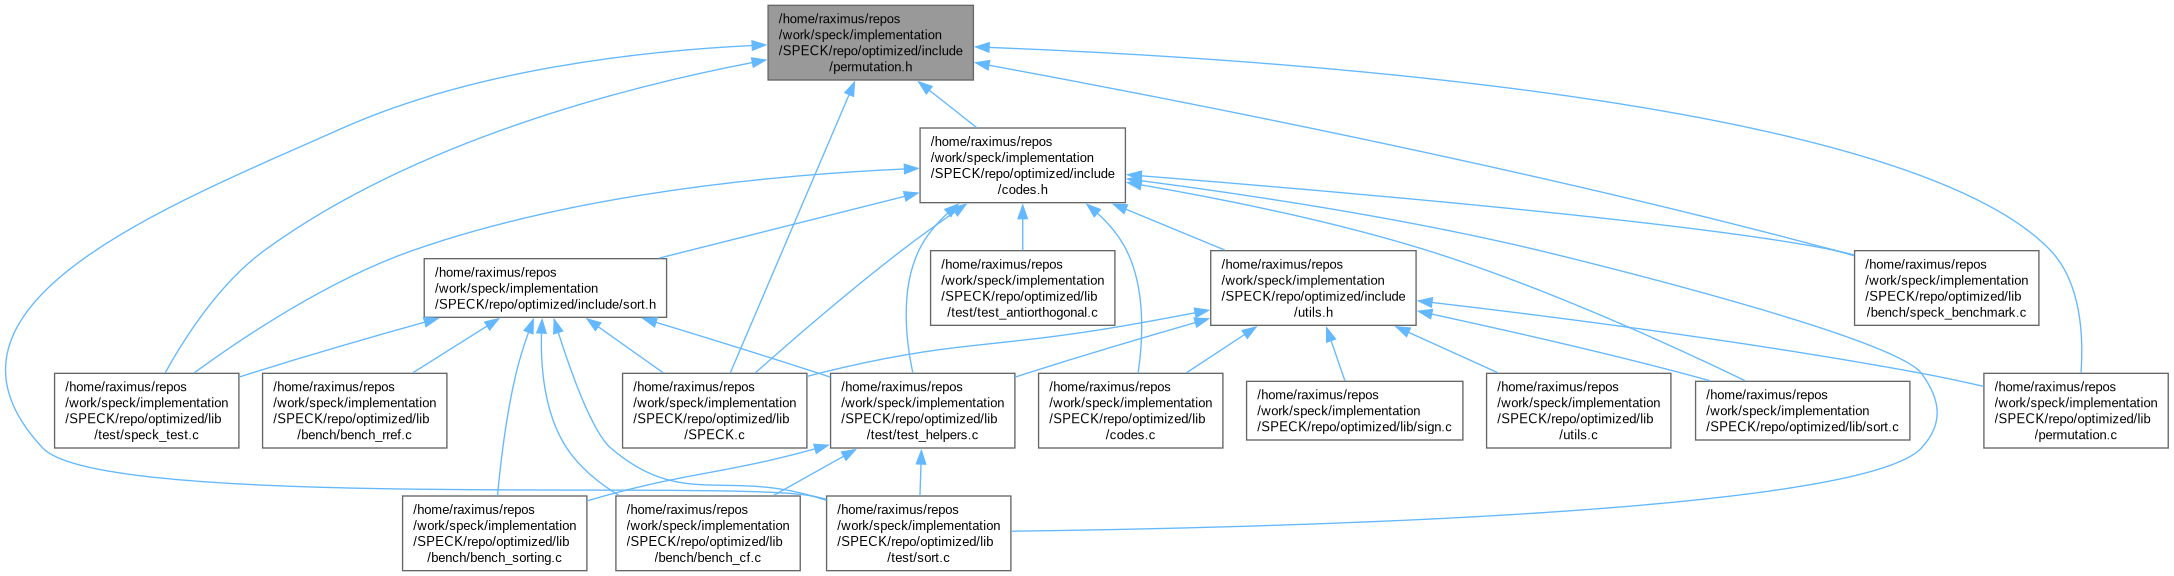 /home/raximus/repos
/work/speck/implementation
/SPECK/repo/optimized/include
/permutation.h
/home/raximus/repos
/work/speck/implementation
/SPECK/repo/optimized/include
/codes.h
/home/raximus/repos
/work/speck/implementation
/SPECK/repo/optimized/include/sort.h
/home/raximus/repos
/work/speck/implementation
/SPECK/repo/optimized/lib
/test/test_antiorthogonal.c
/home/raximus/repos
/work/speck/implementation
/SPECK/repo/optimized/include
/utils.h
/home/raximus/repos
/work/speck/implementation
/SPECK/repo/optimized/lib
/bench/speck_benchmark.c
/home/raximus/repos
/work/speck/implementation
/SPECK/repo/optimized/lib
/test/speck_test.c
/home/raximus/repos
/work/speck/implementation
/SPECK/repo/optimized/lib
/bench/bench_rref.c
/home/raximus/repos
/work/speck/implementation
/SPECK/repo/optimized/lib
/SPECK.c
/home/raximus/repos
/work/speck/implementation
/SPECK/repo/optimized/lib
/test/test_helpers.c
/home/raximus/repos
/work/speck/implementation
/SPECK/repo/optimized/lib
/codes.c
/home/raximus/repos
/work/speck/implementation
/SPECK/repo/optimized/lib/sign.c
/home/raximus/repos
/work/speck/implementation
/SPECK/repo/optimized/lib
/utils.c
/home/raximus/repos
/work/speck/implementation
/SPECK/repo/optimized/lib/sort.c
/home/raximus/repos
/work/speck/implementation
/SPECK/repo/optimized/lib
/permutation.c
/home/raximus/repos
/work/speck/implementation
/SPECK/repo/optimized/lib
/bench/bench_sorting.c
/home/raximus/repos
/work/speck/implementation
/SPECK/repo/optimized/lib
/bench/bench_cf.c
/home/raximus/repos
/work/speck/implementation
/SPECK/repo/optimized/lib
/test/sort.c